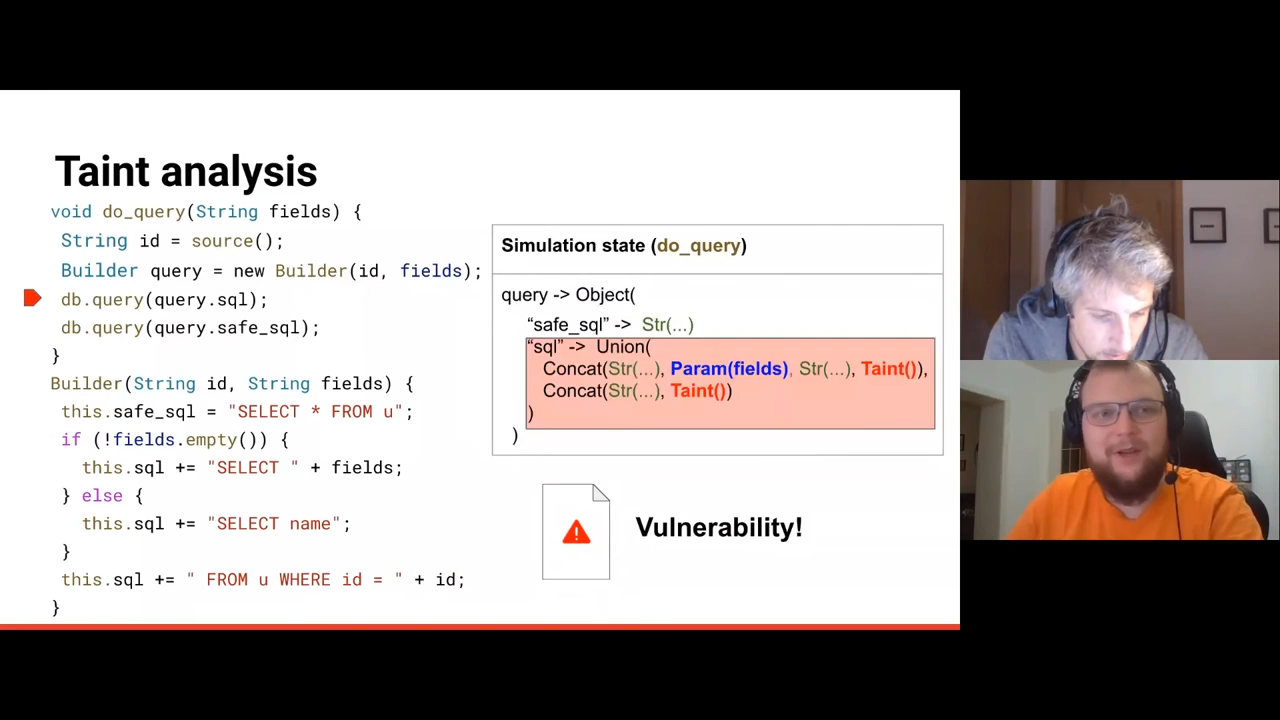 Taint analysis
void do_query(String fields) {
String id = source();
Builder query = new Builder(id, fields);
db.query(query.sql);
db.query(query.safe_sql);
}
Builder(String id, String fields) {
this.safe_sql = "SELECT * FROM u";
if (!fields.empty()) {
this.sql += "SELECT " + fields;
} else {
this.sql += "SELECT name";
}
this.sql += " FROM u WHERE id = " + id;
}
Simulation state (do_query)
query -> Object(
“safe_sql” -> Str(...)
“sql” -> Union(
Concat(Str(...), Param(fields), Str(...), Taint()),
Concat(Str(...), Taint())
)
)
Vulnerability!